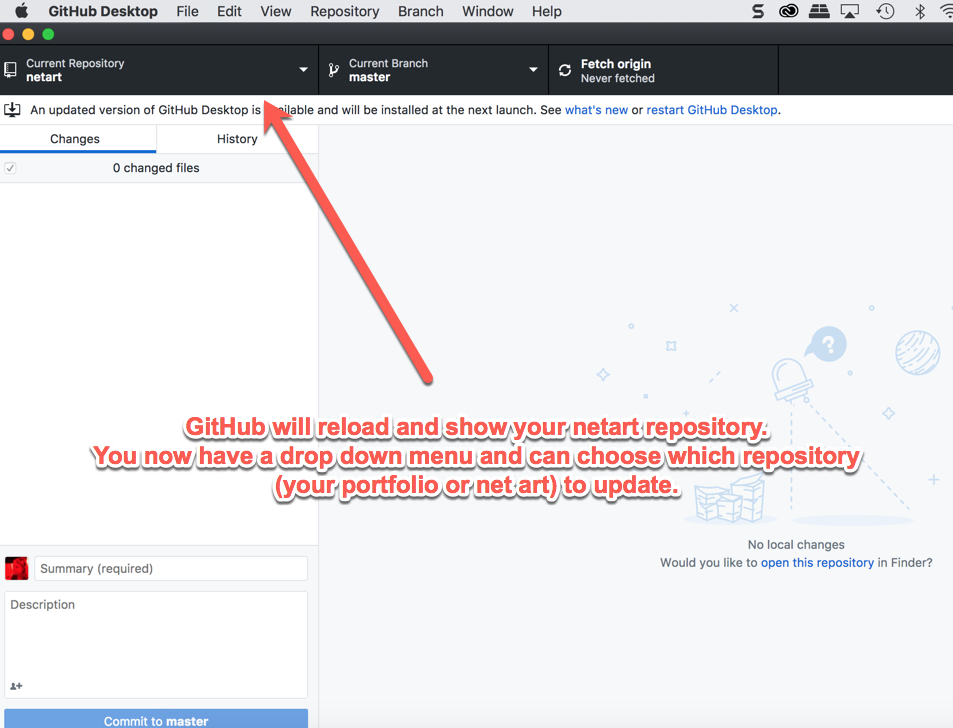 GitHub Desktop File Edit View Repository Branch Window Help
Current Repository
netart
Current Branch
master
Fetch origin
Never fetched
An updated version of GitHub Desktop is available and will be installed at the next launch. See what's new or restart GitHub Desktop.
Changes History
0 changed files
?
GitHub will reload and show your netart repository.
You now have a drop down menu and can choose which repository
(your portfolio or net art) to update.
No local changes
Would you like to open this repository in Finder?
Summary (required)
Description
Commit to master